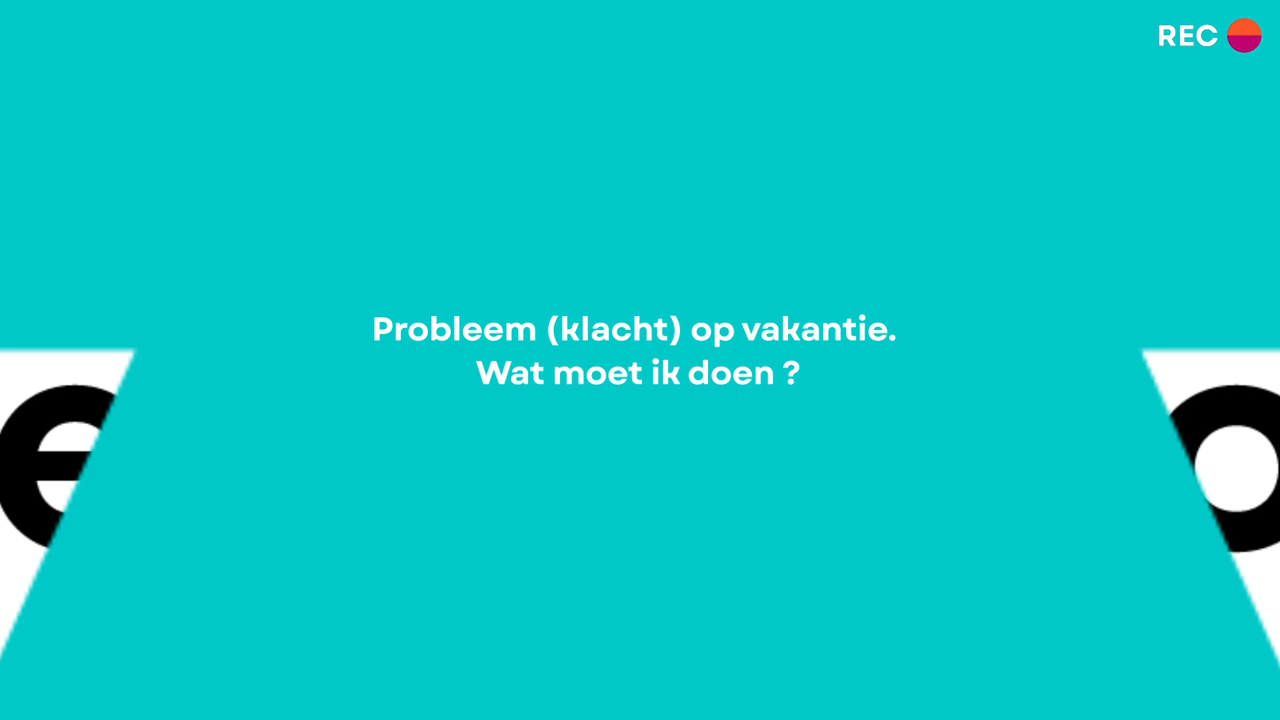 REC
Probleem (klacht) op vakantie.
Wat moet ik doen ?
e
o